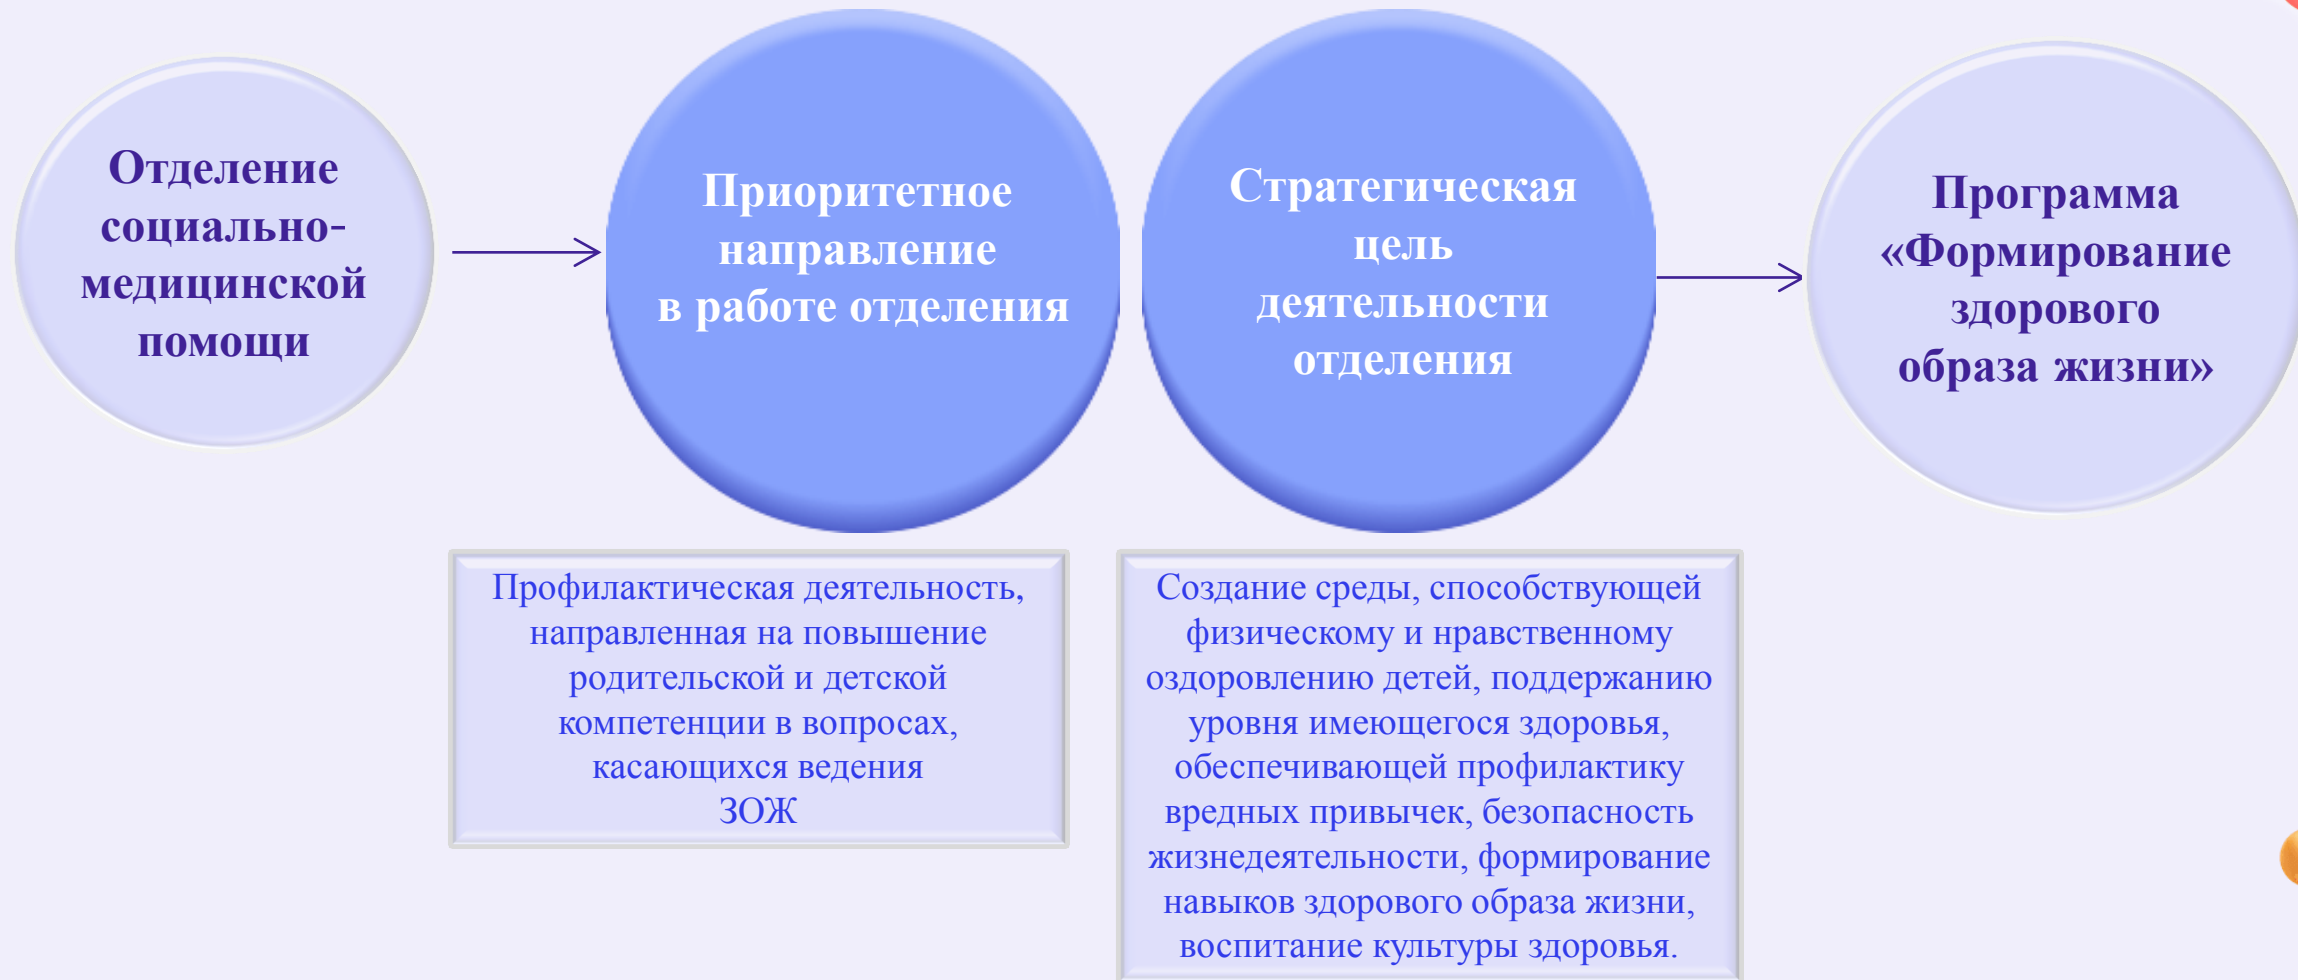 Отделение
социально-
медицинской
помощи
Приоритетное
направление
в работе отделения
Стратегическая
цель
деятельности
отделения
Программа
«Формирование
здорового
образа жизни»
Профилактическая деятельность,
направленная на повышение
родительской и детской
компетенции в вопросах,
касающихся ведения
ЗОЖ
Создание среды, способствующей
физическому и нравственному
оздоровлению детей, поддержанию
уровня имеющегося здоровья,
обеспечивающей профилактику
вредных привычек, безопасность
жизнедеятельности, формирование
навыков здорового образа жизни,
воспитание культуры здоровья.